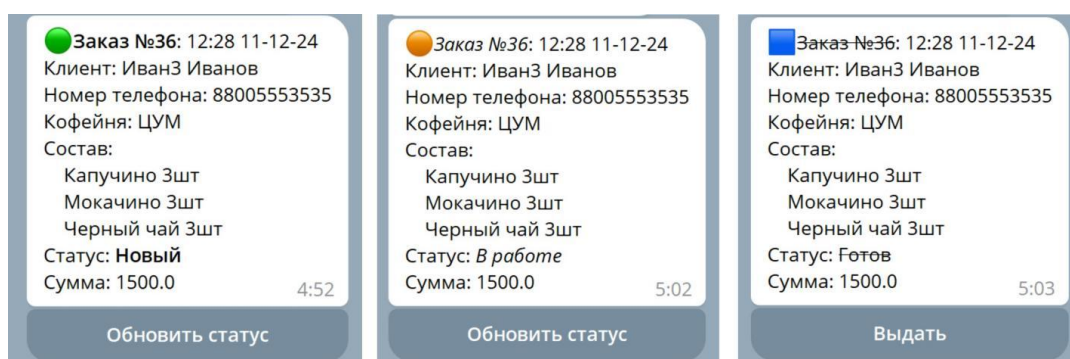 Заказ №36: 12:28 11-12-24
Клиент: Иван3 Иванов
Номер телефона: 88005553535
Кофейня: ЦУМ
Состав:
Капучино 3шт
Мокачино 3шт
Черный чай 3шт
Статус: Новый
Сумма: 1500.0
4:52
Обновить статус
Заказ №36: 12:28 11-12-24
Клиент: Иван3 Иванов
Номер телефона: 88005553535
Кофейня: ЦУМ
Состав:
Капучино 3шт
Мокачино 3шт
Черный чай 3шт
Статус: В работе
Сумма: 1500.0
5:02
Обновить статус
Заказ №36: 12:28 11-12-24
Клиент: Иван3 Иванов
Номер телефона: 88005553535
Кофейня: ЦУМ
Состав:
Капучино 3шт
Мокачино 3шт
Черный чай 3шт
Статус: Готов
Сумма: 1500.0
5:03
Выдать